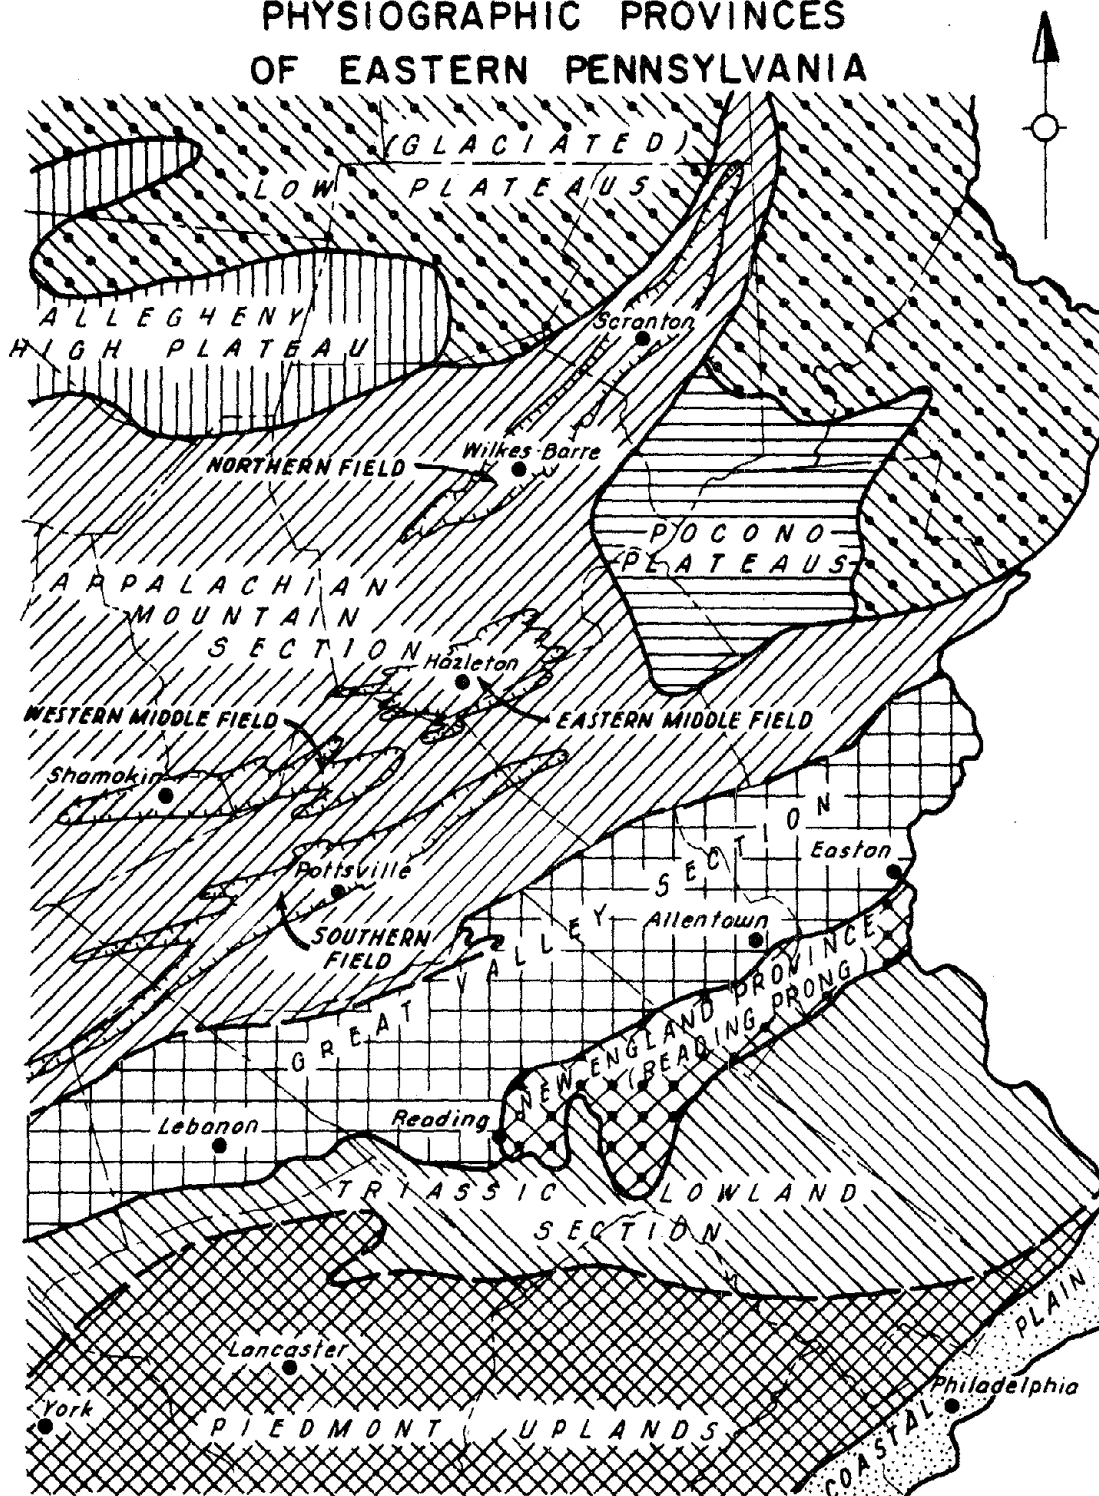 PHYSIOGRAPHIC PROVINCES
OF EASTERN PENNSYLVANIA
(GLACIATED)
LOW PLATEAUS
ALLEGHENY
HIGH PLATEAU
Scranton
Wilkes-Barre
NORTHERN FIELD
POCONO
PLATEAUS
APPALACHIAN
MOUNTAIN
SECTION
Hazleton
WESTERN MIDDLE FIELD
EASTERN MIDDLE FIELD
Shamokin
Pottsville
SOUTHERN
FIELD
GREAT VALLEY SECTION
Easton
Allentown
NEW ENGLAND PROVINCE
(READING PRONG)
Reading
Lebanon
TRIASSIC LOWLAND
SECTION
Lancaster
York
PIEDMONT UPLANDS
Philadelphia
COASTAL PLAIN